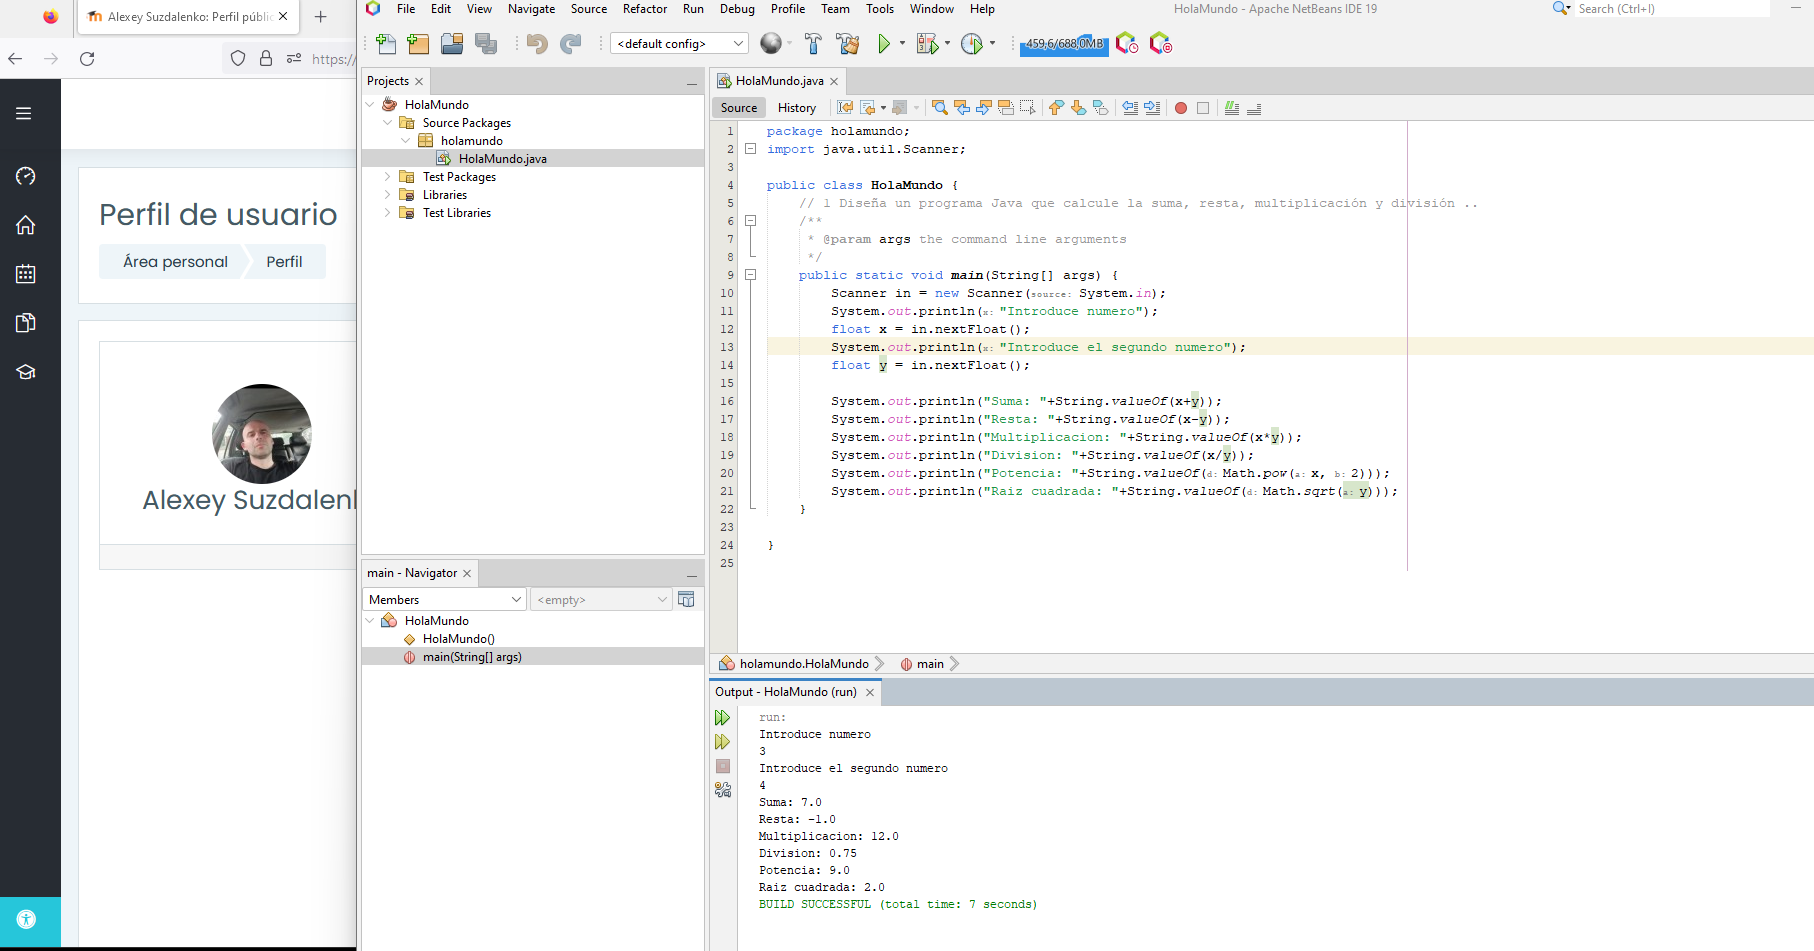 Alexey Suzdalenko: Perfil públic
https://
Perfil de usuario
Área personal
Perfil
Alexey Suzdalenk
File Edit View Navigate Source Refactor Run Debug Profile Team Tools Window Help
HolaMundo - Apache NetBeans IDE 19
Search (Ctrl+I)
<default config>
459,6/688,0MB
Projects
HolaMundo
Source Packages
holamundo
HolaMundo.java
Test Packages
Libraries
Test Libraries
main - Navigator
Members
<empty>
HolaMundo
HolaMundo()
main(String[] args)
HolaMundo.java
Source History
1 package holamundo;
2 import java.util.Scanner;
3
4 public class HolaMundo {
5 // 1 Diseña un programa Java que calcule la suma, resta, multiplicación y división ..
6 /**
7 * @param args the command line arguments
8 */
9 public static void main(String[] args) {
10 Scanner in = new Scanner(source: System.in);
11 System.out.println(x: "Introduce numero");
12 float x = in.nextFloat();
13 System.out.println(x: "Introduce el segundo numero");
14 float y = in.nextFloat();
15
16 System.out.println("Suma: "+String.valueOf(x+y));
17 System.out.println("Resta: "+String.valueOf(x-y));
18 System.out.println("Multiplicacion: "+String.valueOf(x*y));
19 System.out.println("Division: "+String.valueOf(x/y));
20 System.out.println("Potencia: "+String.valueOf(d: Math.pow(a: x, b: 2)));
21 System.out.println("Raiz cuadrada: "+String.valueOf(d: Math.sqrt(a: y)));
22 }
23
24 }
25
holamundo.HolaMundo main
Output - HolaMundo (run)
run:
Introduce numero
3
Introduce el segundo numero
4
Suma: 7.0
Resta: -1.0
Multiplicacion: 12.0
Division: 0.75
Potencia: 9.0
Raiz cuadrada: 2.0
BUILD SUCCESSFUL (total time: 7 seconds)